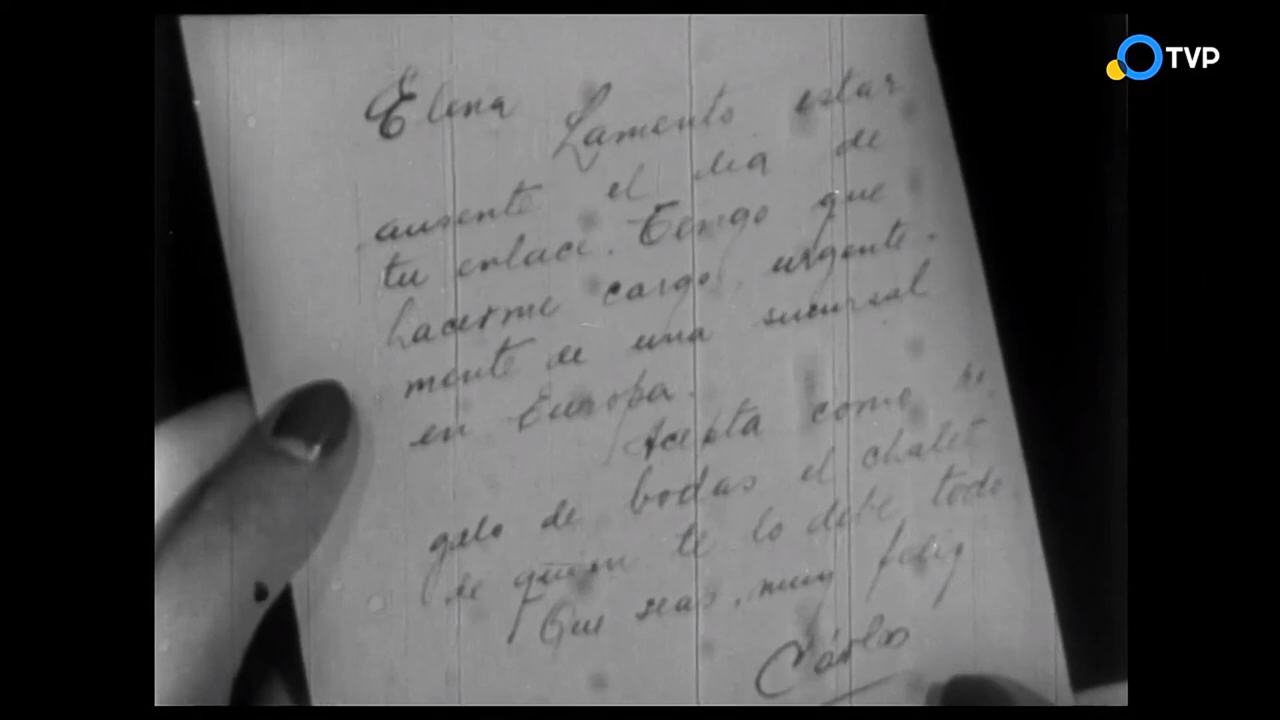 TVP
Elena Lamento estar
ausente el dia de
tu enlace. Tengo que
hacerme cargo urgente-
mente de una sucursal
en Europa.
Acepta como re-
galo de bodas el chalet
de quien te lo debe todo
Que seas muy feliz
Cárlos